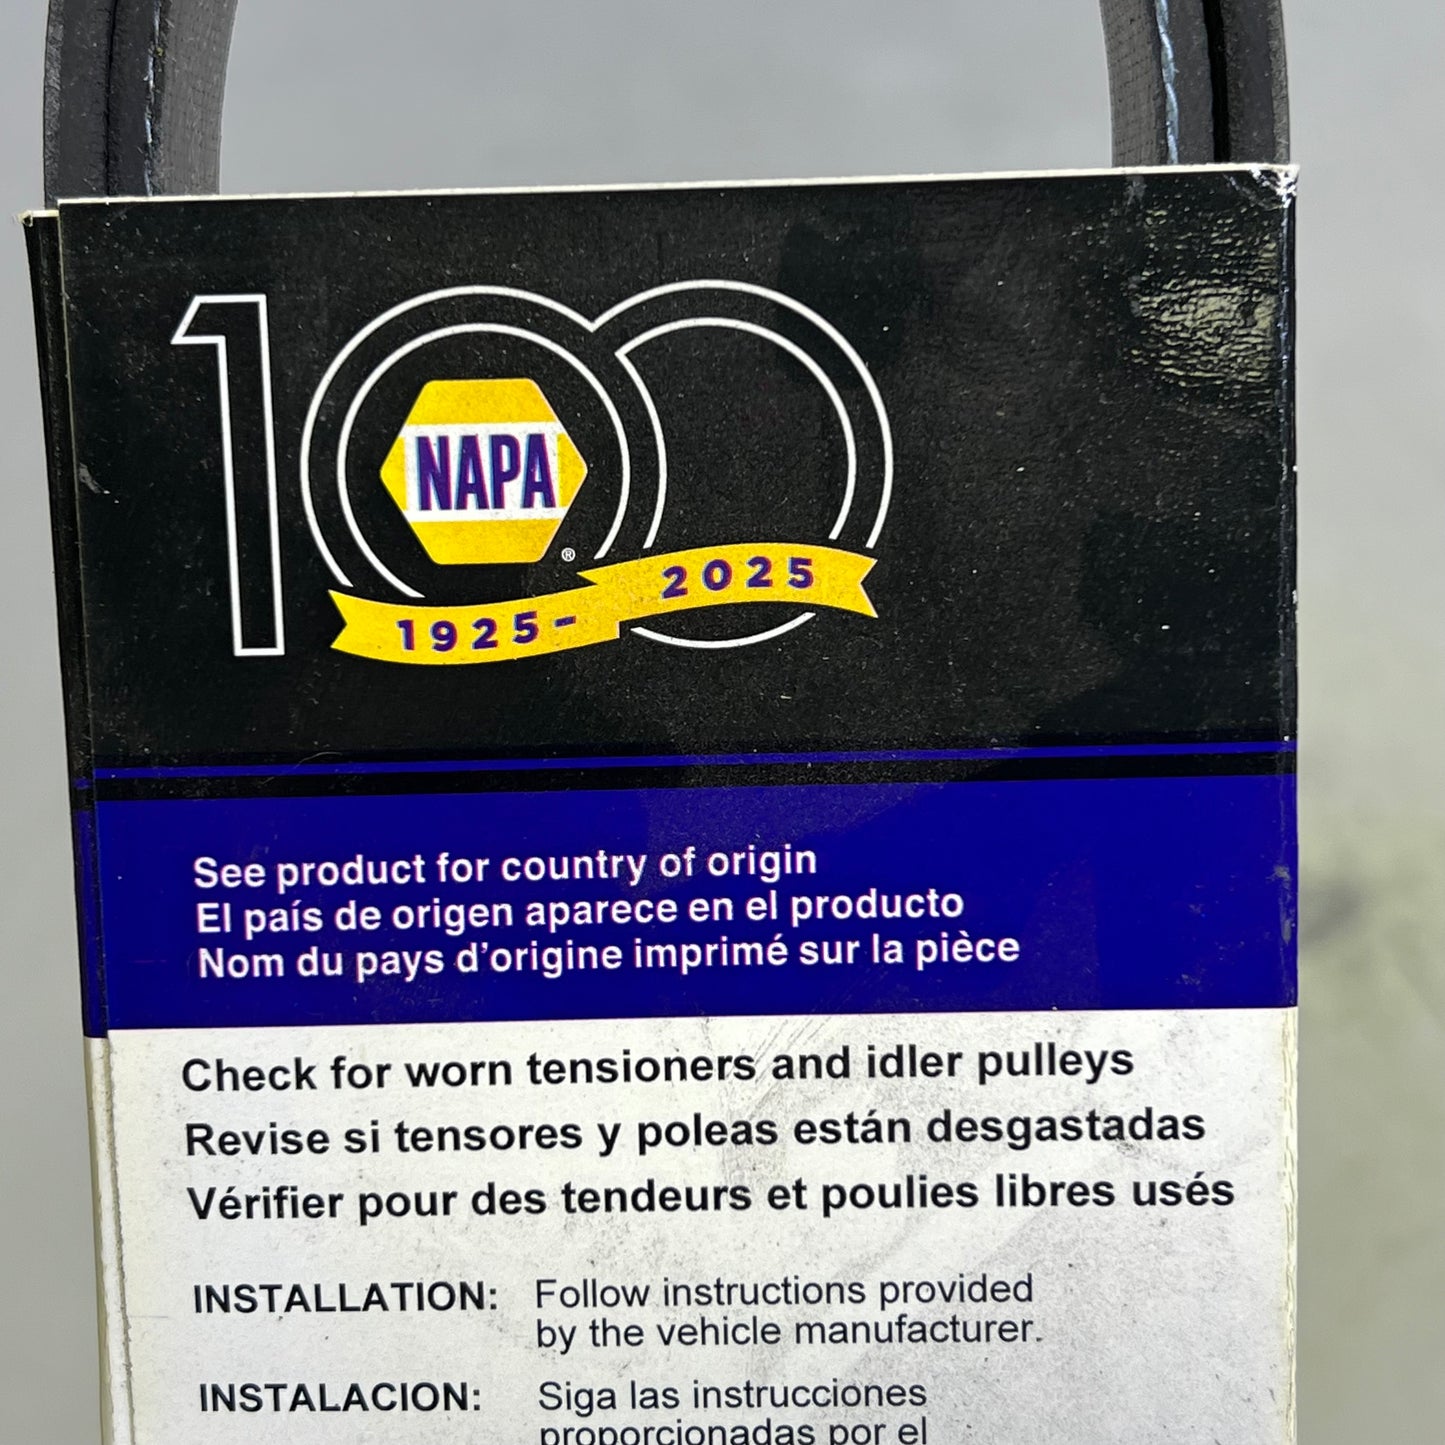 100
NAPA
®
1925-2025
See product for country of origin
El país de origen aparece en el producto
Nom du pays d'origine imprimé sur la pièce
Check for worn tensioners and idler pulleys
Revise si tensores y poleas están desgastadas
Vérifier pour des tendeurs et poulies libres usés
INSTALLATION: Follow instructions provided
by the vehicle manufacturer.
INSTALACION: Siga las instrucciones
proporcionadas por el